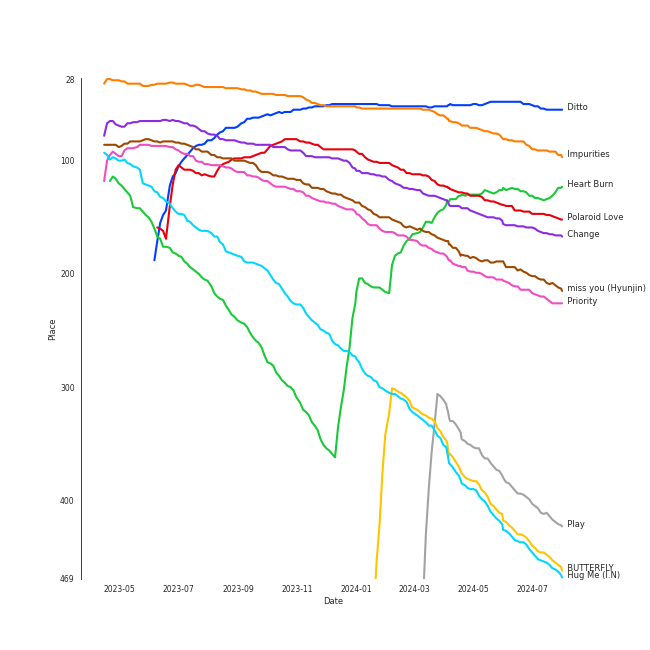 28
100
200
300
400
469
Place
2023-05
2023-07
2023-09
2023-11
2024-01
2024-03
2024-05
2024-07
Date
Ditto
Impurities
Heart Burn
Polaroid Love
Change
miss you (Hyunjin)
Priority
Play
BUTTERFLY
Hug Me (I.N)